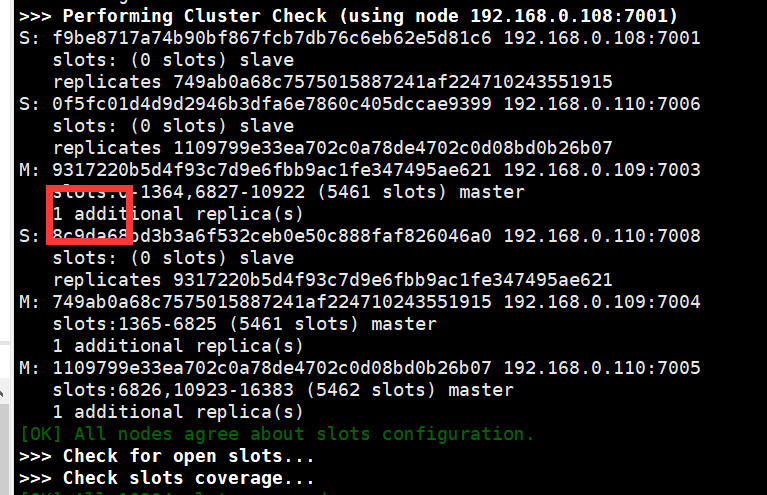 >>> Performing Cluster Check (using node 192.168.0.108:7001)
S: f9be8717a74b90bf867fcb7db76c6eb62e5d81c6 192.168.0.108:7001
slots: (0 slots) slave
replicates 749ab0a68c7575015887241af224710243551915
S: 0f5fc01d4d9d2946b3dfa6e7860c405dccae9399 192.168.0.110:7006
slots: (0 slots) slave
replicates 1109799e33ea702c0a78de4702c0d08bd0b26b07
M: 9317220b5d4f93c7d9e6fbb9ac1fe347495ae621 192.168.0.109:7003
slots:0-1364,6827-10922 (5461 slots) master
1 additional replica(s)
S: 8c9da68bd3b3a6f532ceb0e50c888faf826046a0 192.168.0.110:7008
slots: (0 slots) slave
replicates 9317220b5d4f93c7d9e6fbb9ac1fe347495ae621
M: 749ab0a68c7575015887241af224710243551915 192.168.0.109:7004
slots:1365-6825 (5461 slots) master
1 additional replica(s)
M: 1109799e33ea702c0a78de4702c0d08bd0b26b07 192.168.0.110:7005
slots:6826,10923-16383 (5462 slots) master
1 additional replica(s)
[OK] All nodes agree about slots configuration.
>>> Check for open slots...
>>> Check slots coverage...